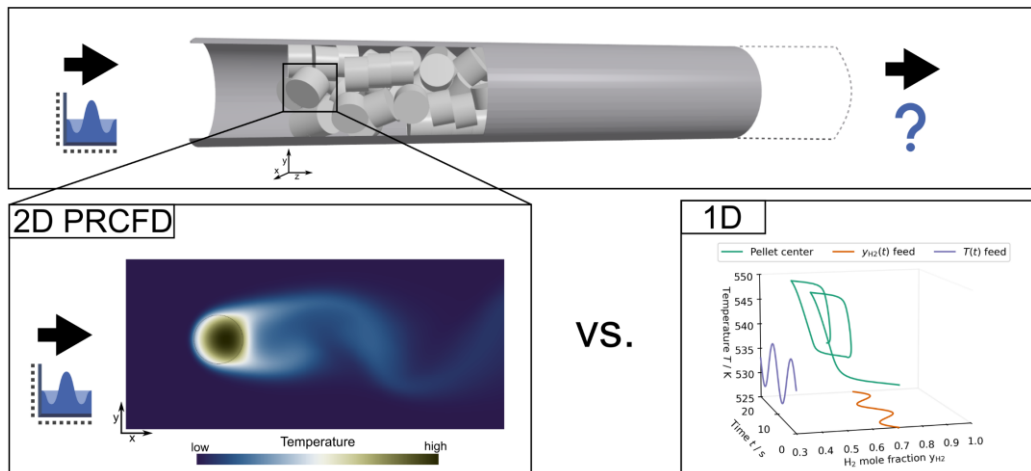 y
x
z
?
2D PRCFD
y
x
low
Temperature
high
vs.
1D
Pellet center
yH2(t) feed
T(t) feed
Temperature T / K
550
545
540
535
530
525
Time t / s
20
10
0
0.3 0.4 0.5 0.6 0.7 0.8 0.9 1.0
H2 mole fraction yH2